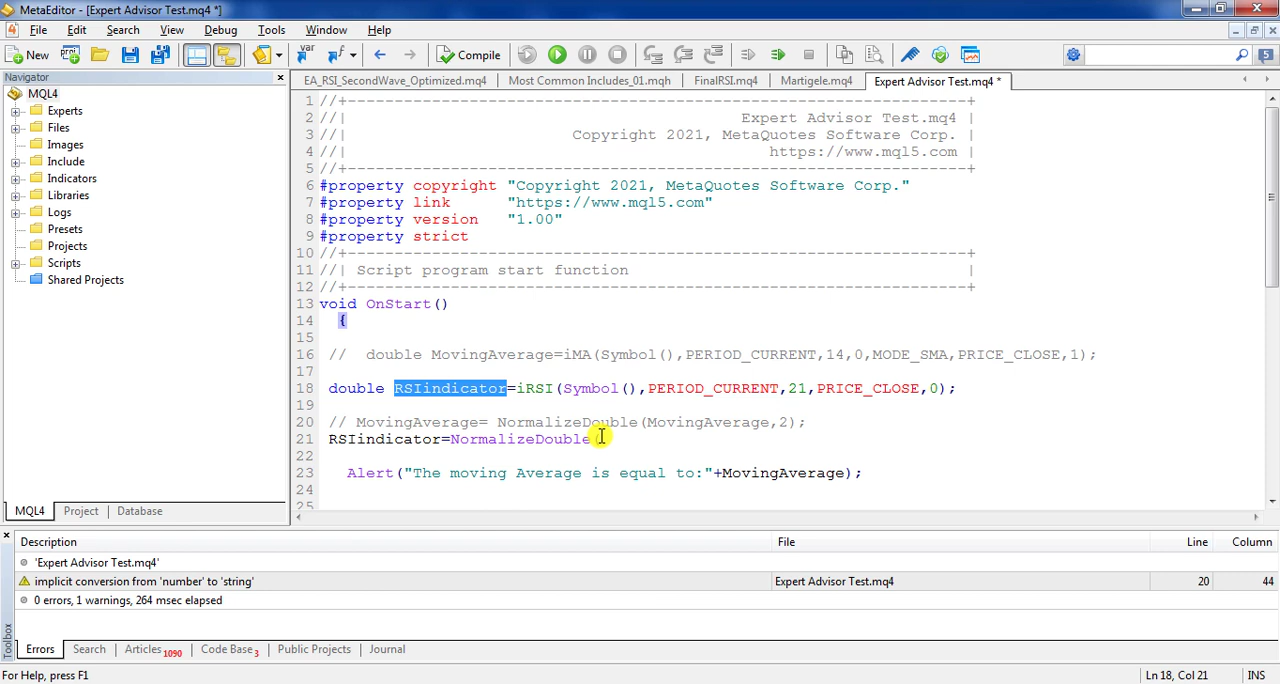 MetaEditor - [Expert Advisor Test.mq4 *]
File Edit Search View Debug Tools Window Help
New var Compile 5
Navigator
EA_RSI_SecondWave_Optimized.mq4 Most Common Includes_01.mqh FinalRSI.mq4 Martigele.mq4 Expert Advisor Test.mq4 *
MQL4
Experts
Files
Images
Include
Indicators
Libraries
Logs
Presets
Projects
Scripts
Shared Projects
1 //+------------------------------------------------------------------+
2 //| Expert Advisor Test.mq4 |
3 //| Copyright 2021, MetaQuotes Software Corp. |
4 //| https://www.mql5.com |
5 //+------------------------------------------------------------------+
6 #property copyright "Copyright 2021, MetaQuotes Software Corp."
7 #property link "https://www.mql5.com"
8 #property version "1.00"
9 #property strict
10 //+------------------------------------------------------------------+
11 //| Script program start function |
12 //+------------------------------------------------------------------+
13 void OnStart()
14 {
15
16 // double MovingAverage=iMA(Symbol(),PERIOD_CURRENT,14,0,MODE_SMA,PRICE_CLOSE,1);
17
18 double RSIindicator=iRSI(Symbol(),PERIOD_CURRENT,21,PRICE_CLOSE,0);
19
20 // MovingAverage= NormalizeDouble(MovingAverage,2);
21 RSIindicator=NormalizeDouble(
22
23 Alert("The moving Average is equal to:"+MovingAverage);
24
25
MQL4 Project Database
Description File Line Column
'Expert Advisor Test.mq4'
implicit conversion from 'number' to 'string' Expert Advisor Test.mq4 20 44
0 errors, 1 warnings, 264 msec elapsed
Toolbox
Errors Search Articles 1090 Code Base 3 Public Projects Journal
For Help, press F1 Ln 18, Col 21 INS